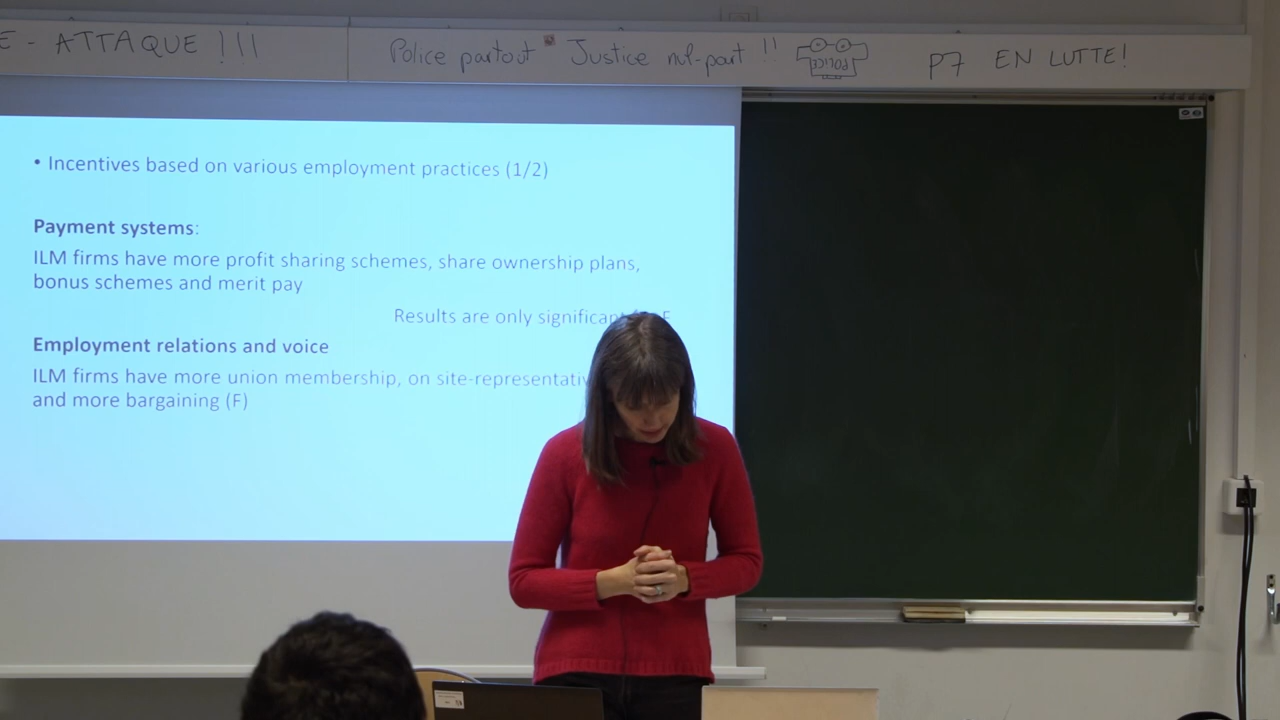 E - ATTAQUE !!!
Police partout Justice nul-part !!
POLICE
P7 EN LUTTE!
• Incentives based on various employment practices (1/2)
Payment systems:
ILM firms have more profit sharing schemes, share ownership plans,
bonus schemes and merit pay
Results are only significant
Employment relations and voice
ILM firms have more union membership, on site-representativ
and more bargaining (F)